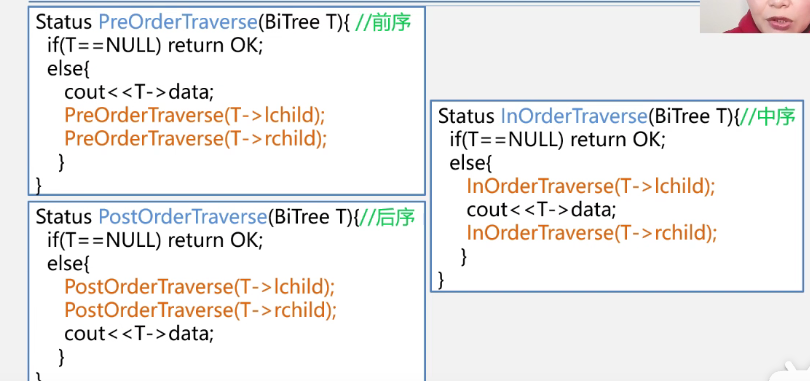 Status PreOrderTraverse(BiTree T){ //前序
if(T==NULL) return OK;
else{
cout<<T->data;
PreOrderTraverse(T->lchild);
PreOrderTraverse(T->rchild);
}
}
Status PostOrderTraverse(BiTree T){//后序
if(T==NULL) return OK;
else{
PostOrderTraverse(T->lchild);
PostOrderTraverse(T->rchild);
cout<<T->data;
}
}
Status InOrderTraverse(BiTree T){//中序
if(T==NULL) return OK;
else{
InOrderTraverse(T->lchild);
cout<<T->data;
InOrderTraverse(T->rchild);
}
}